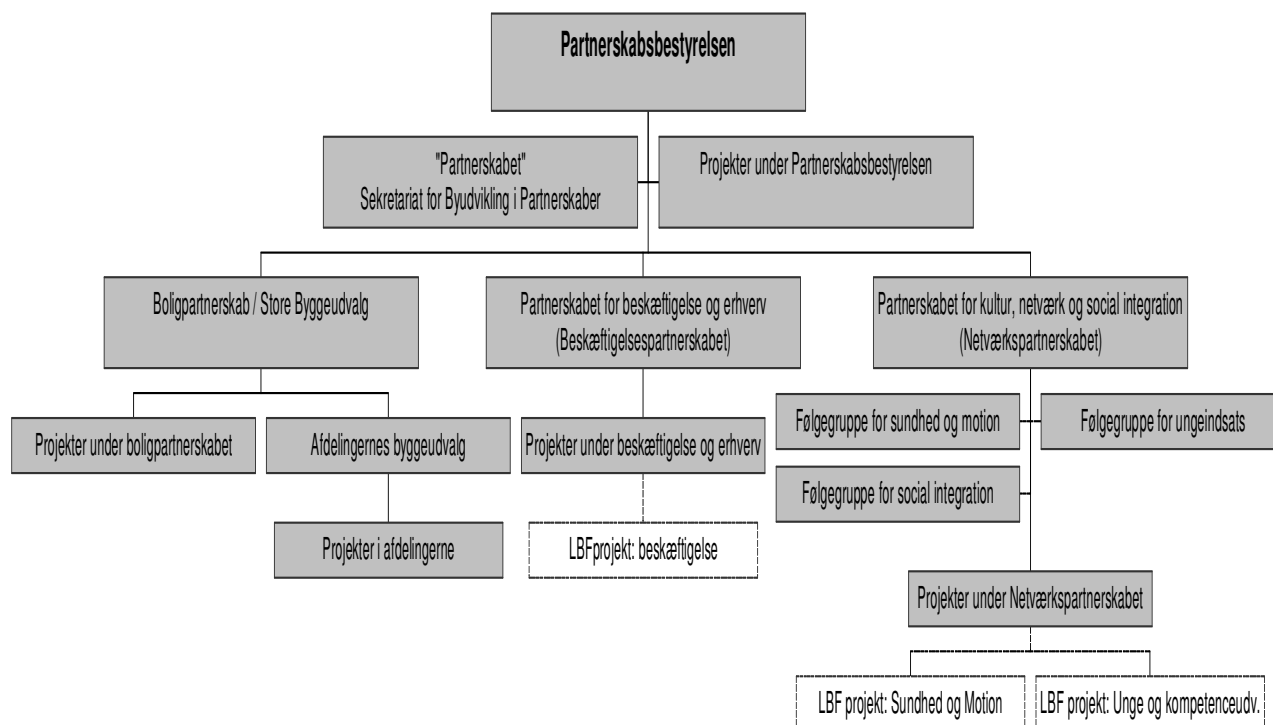 Partnerskabsbestyrelsen
"Partnerskabet"
Sekretariat for Byudvikling i Partnerskaber
Projekter under Partnerskabsbestyrelsen
Boligpartnerskab / Store Byggeudvalg
Partnerskabet for beskæftigelse og erhverv
(Beskæftigelsespartnerskabet)
Partnerskabet for kultur, netværk og social integration
(Netværkspartnerskabet)
Projekter under boligpartnerskabet
Afdelingernes byggeudvalg
Projekter under beskæftigelse og erhverv
Følgegruppe for sundhed og motion
Følgegruppe for ungeindsats
Følgegruppe for social integration
Projekter i afdelingerne
LBFprojekt: beskæftigelse
Projekter under Netværkspartnerskabet
LBF projekt: Sundhed og Motion
LBF projekt: Unge og kompetenceudv.